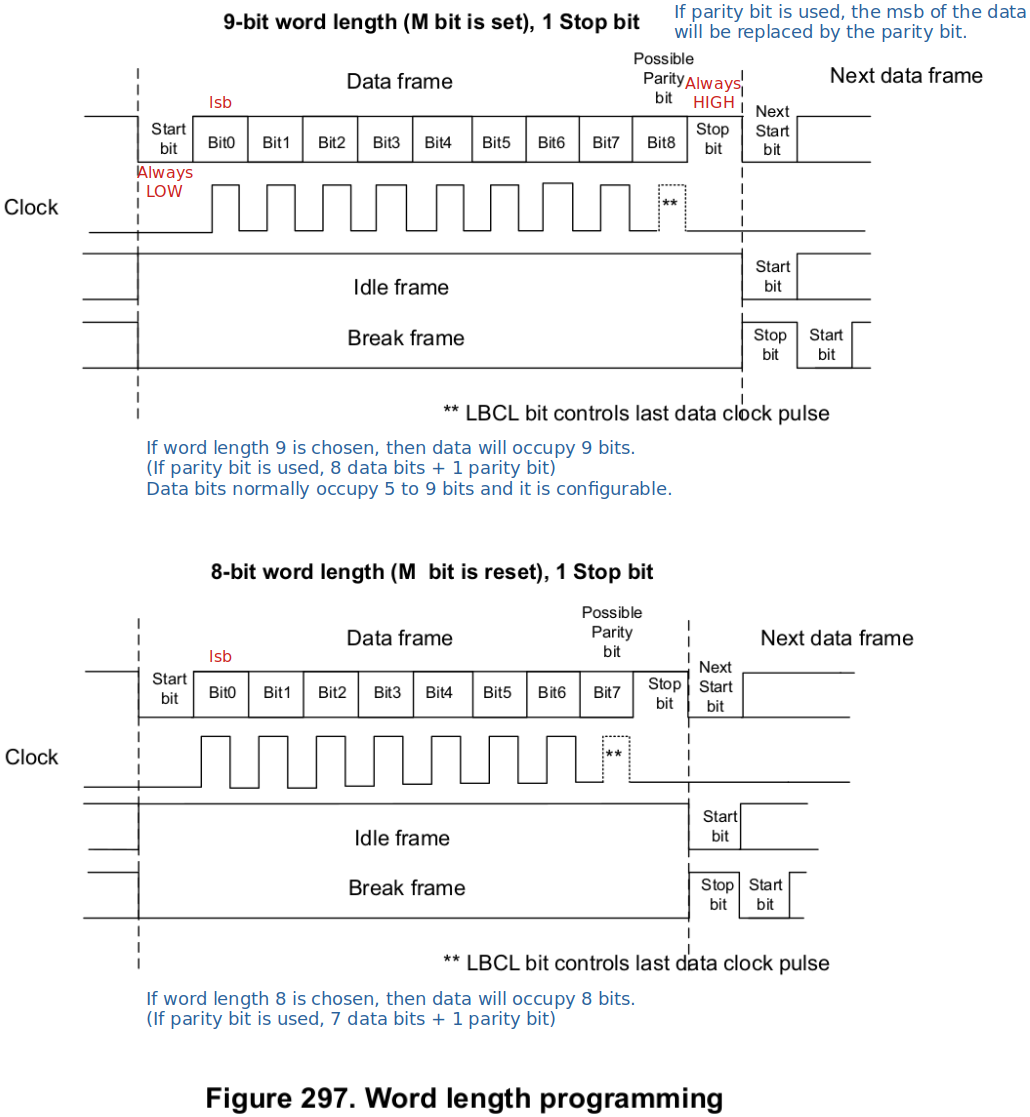 9-bit word length (M bit is set), 1 Stop bit
If parity bit is used, the msb of the data
will be replaced by the parity bit.
Data frame
Possible
Parity
bit
Always
HIGH
Next data frame
lsb
Start
bit
Bit0
Bit1
Bit2
Bit3
Bit4
Bit5
Bit6
Bit7
Bit8
Stop
bit
Next
Start
bit
Always
LOW
Clock
**
Idle frame
Start
bit
Break frame
Stop
bit
Start
bit
** LBCL bit controls last data clock pulse
If word length 9 is chosen, then data will occupy 9 bits.
(If parity bit is used, 8 data bits + 1 parity bit)
Data bits normally occupy 5 to 9 bits and it is configurable.
8-bit word length (M bit is reset), 1 Stop bit
Data frame
Possible
Parity
bit
Next data frame
lsb
Start
bit
Bit0
Bit1
Bit2
Bit3
Bit4
Bit5
Bit6
Bit7
Stop
bit
Next
Start
bit
Clock
**
Idle frame
Start
bit
Break frame
Stop
bit
Start
bit
** LBCL bit controls last data clock pulse
If word length 8 is chosen, then data will occupy 8 bits.
(If parity bit is used, 7 data bits + 1 parity bit)
Figure 297. Word length programming